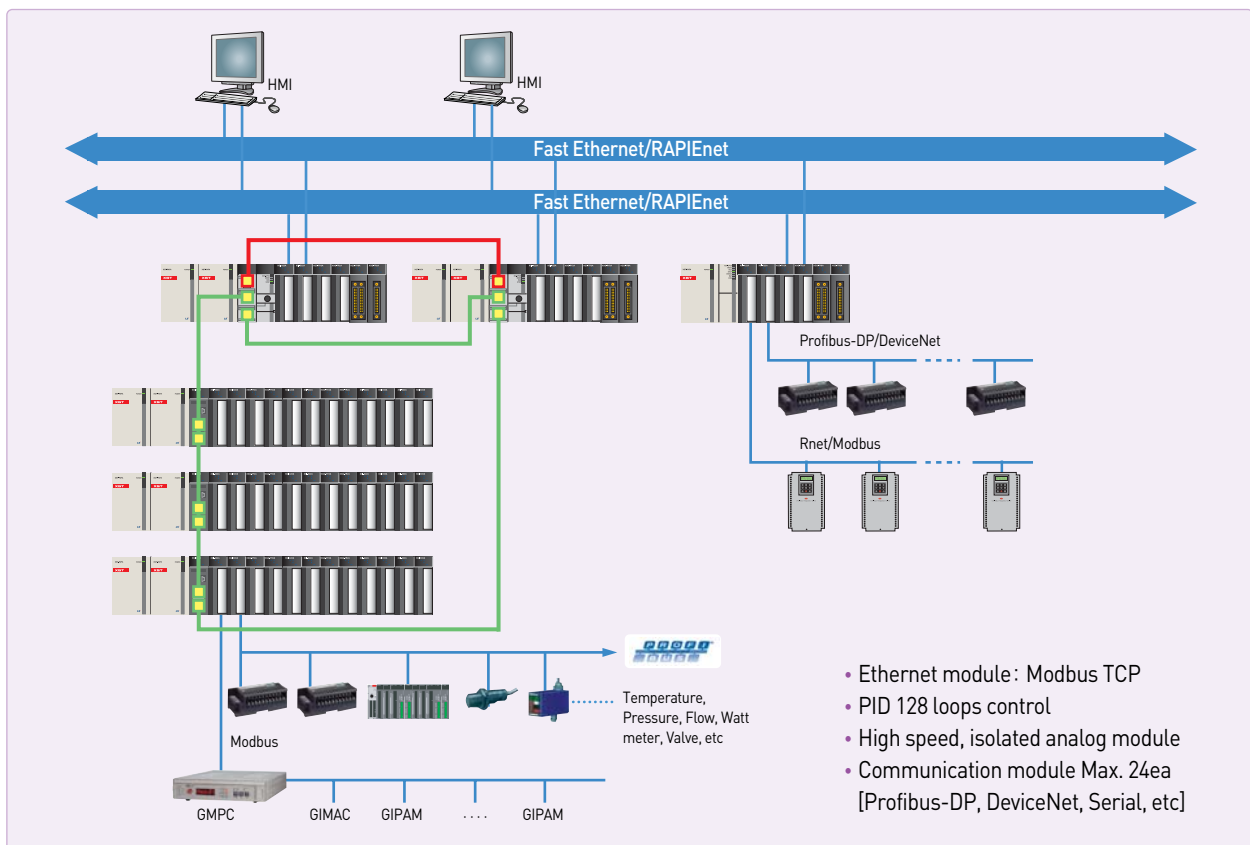 HMI
HMI
Fast Ethernet/RAPIEnet
Fast Ethernet/RAPIEnet
Profibus-DP/DeviceNet
Rnet/Modbus
PROFI
BUS
Temperature,
Pressure, Flow, Watt
meter, Valve, etc
Modbus
GMPC
GIMAC
GIPAM
....
GIPAM
• Ethernet module: Modbus TCP
• PID 128 loops control
• High speed, isolated analog module
• Communication module Max. 24ea
[Profibus-DP, DeviceNet, Serial, etc]